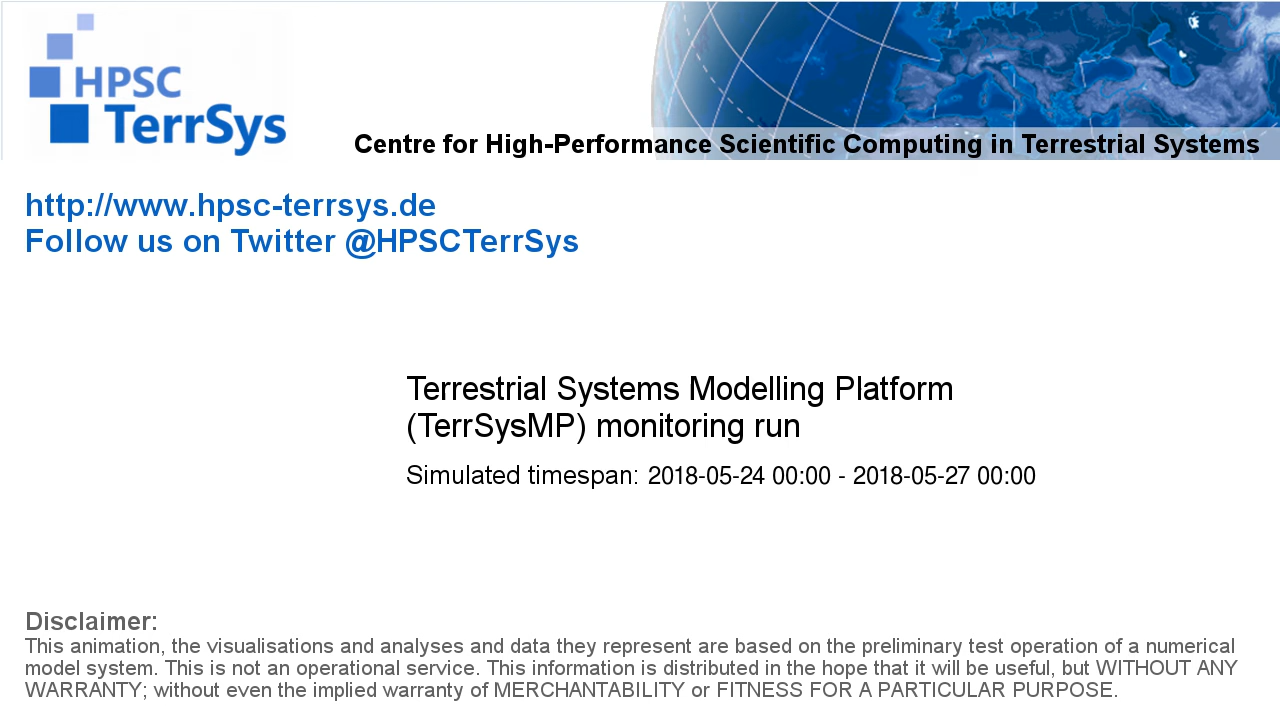 HPSC
TerrSys
Centre for High-Performance Scientific Computing in Terrestrial Systems
http://www.hpsc-terrsys.de
Follow us on Twitter @HPSCTerrSys
Terrestrial Systems Modelling Platform
(TerrSysMP) monitoring run
Simulated timespan: 2018-05-24 00:00 - 2018-05-27 00:00
Disclaimer:
This animation, the visualisations and analyses and data they represent are based on the preliminary test operation of a numerical
model system. This is not an operational service. This information is distributed in the hope that it will be useful, but WITHOUT ANY
WARRANTY; without even the implied warranty of MERCHANTABILITY or FITNESS FOR A PARTICULAR PURPOSE.